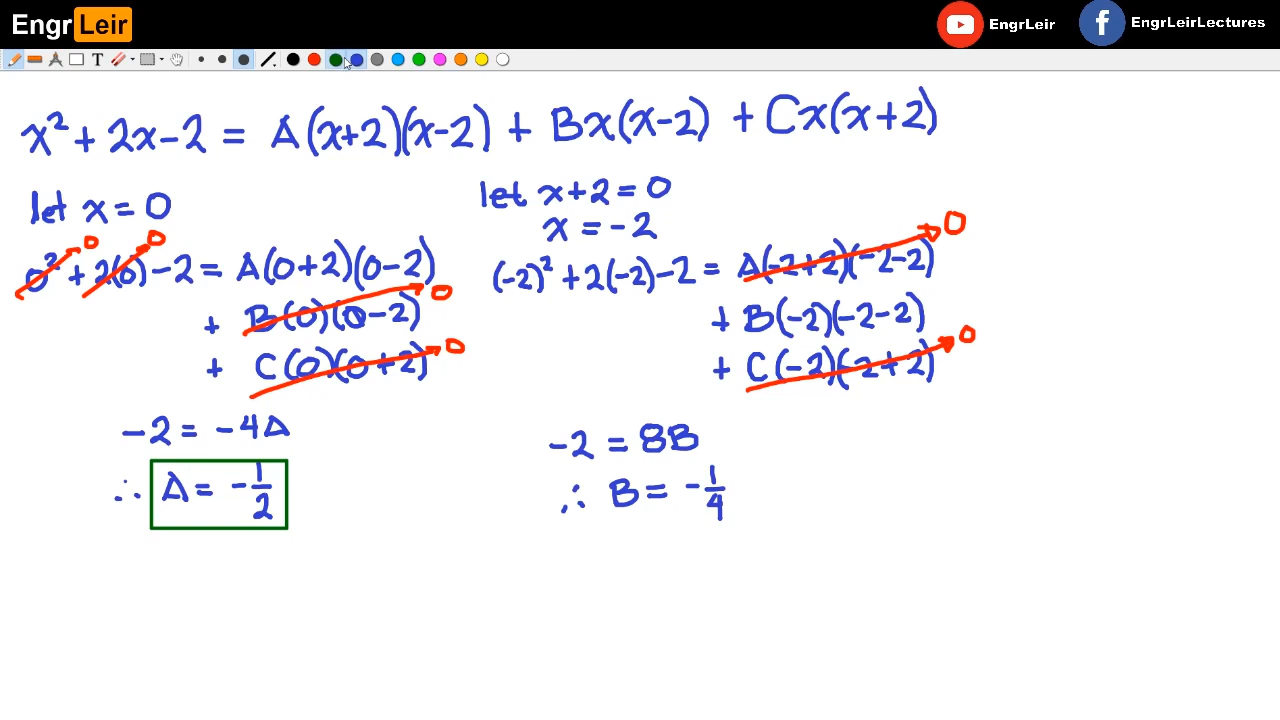 EngrLeir
EngrLeir
EngrLeirLectures
T
x² + 2x - 2 = A(x+2)(x-2) + Bx(x-2) + Cx(x+2)
let x = 0
0² + 2(0) - 2 = A(0+2)(0-2)
0 0
+ B(0)(0-2) 0
+ C(0)(0+2) 0
-2 = -4A
∴ A = -1/2
let x+2 = 0
x = -2
(-2)² + 2(-2) - 2 = A(-2+2)(-2-2) 0
+ B(-2)(-2-2)
+ C(-2)(-2+2) 0
-2 = 8B
∴ B = -1/4